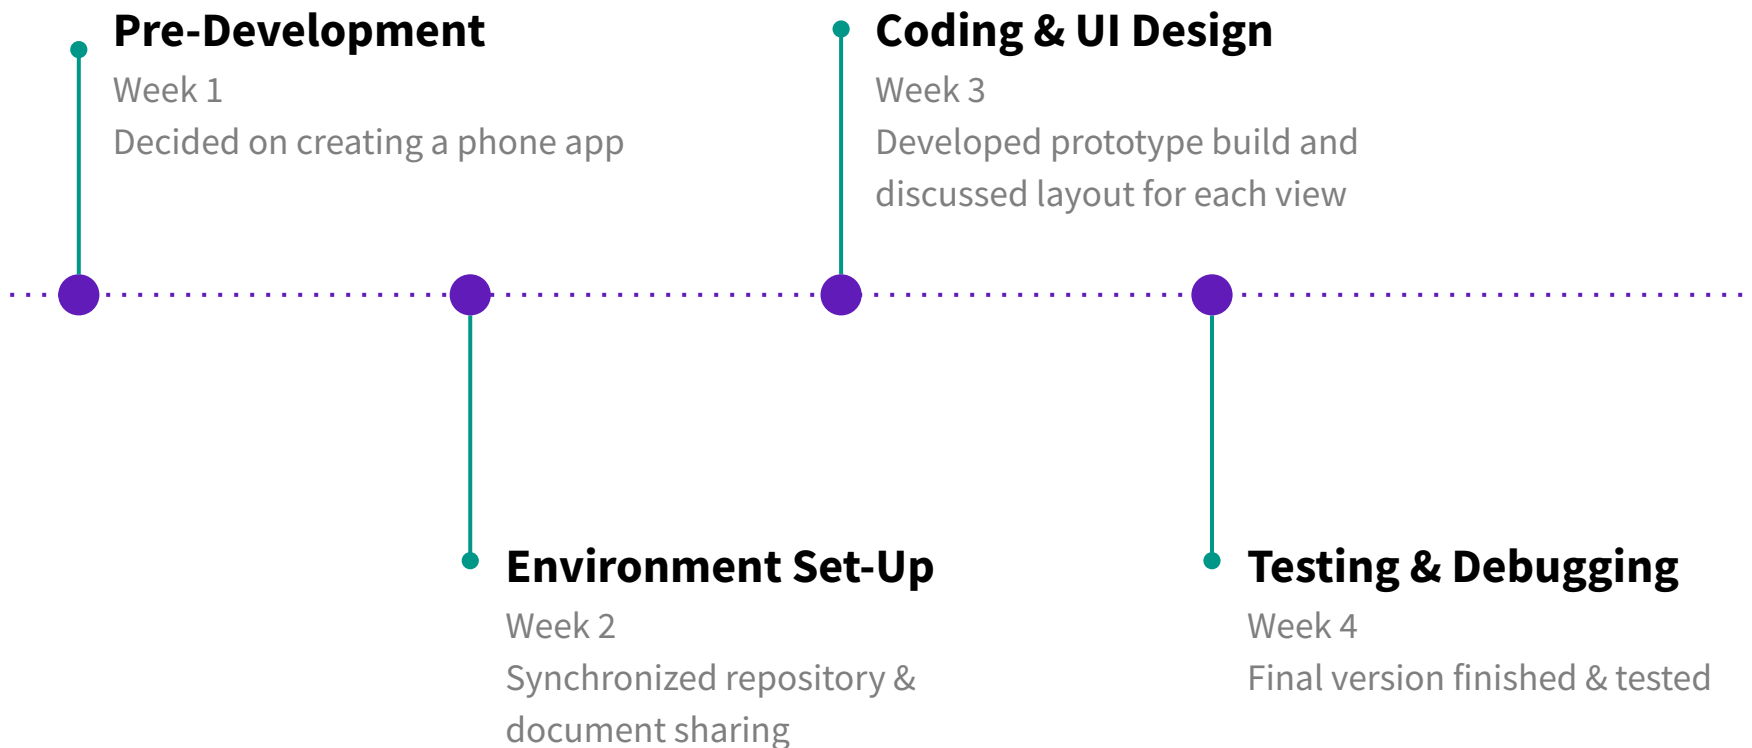 Pre-Development
Week 1
Decided on creating a phone app
Coding & UI Design
Week 3
Developed prototype build and
discussed layout for each view
Environment Set-Up
Week 2
Synchronized repository &
document sharing
Testing & Debugging
Week 4
Final version finished & tested